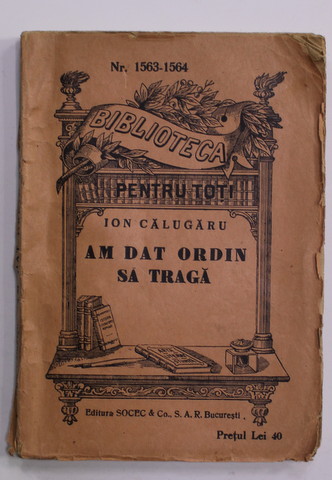 Nr. 1563-1564
BIBLIOTECA
PENTRU TOȚI
ION CĂLUGĂRU
AM DAT ORDIN
SĂ TRAGĂ
Editura SOCEC & Co., S. A. R. București
Prețul Lei 40